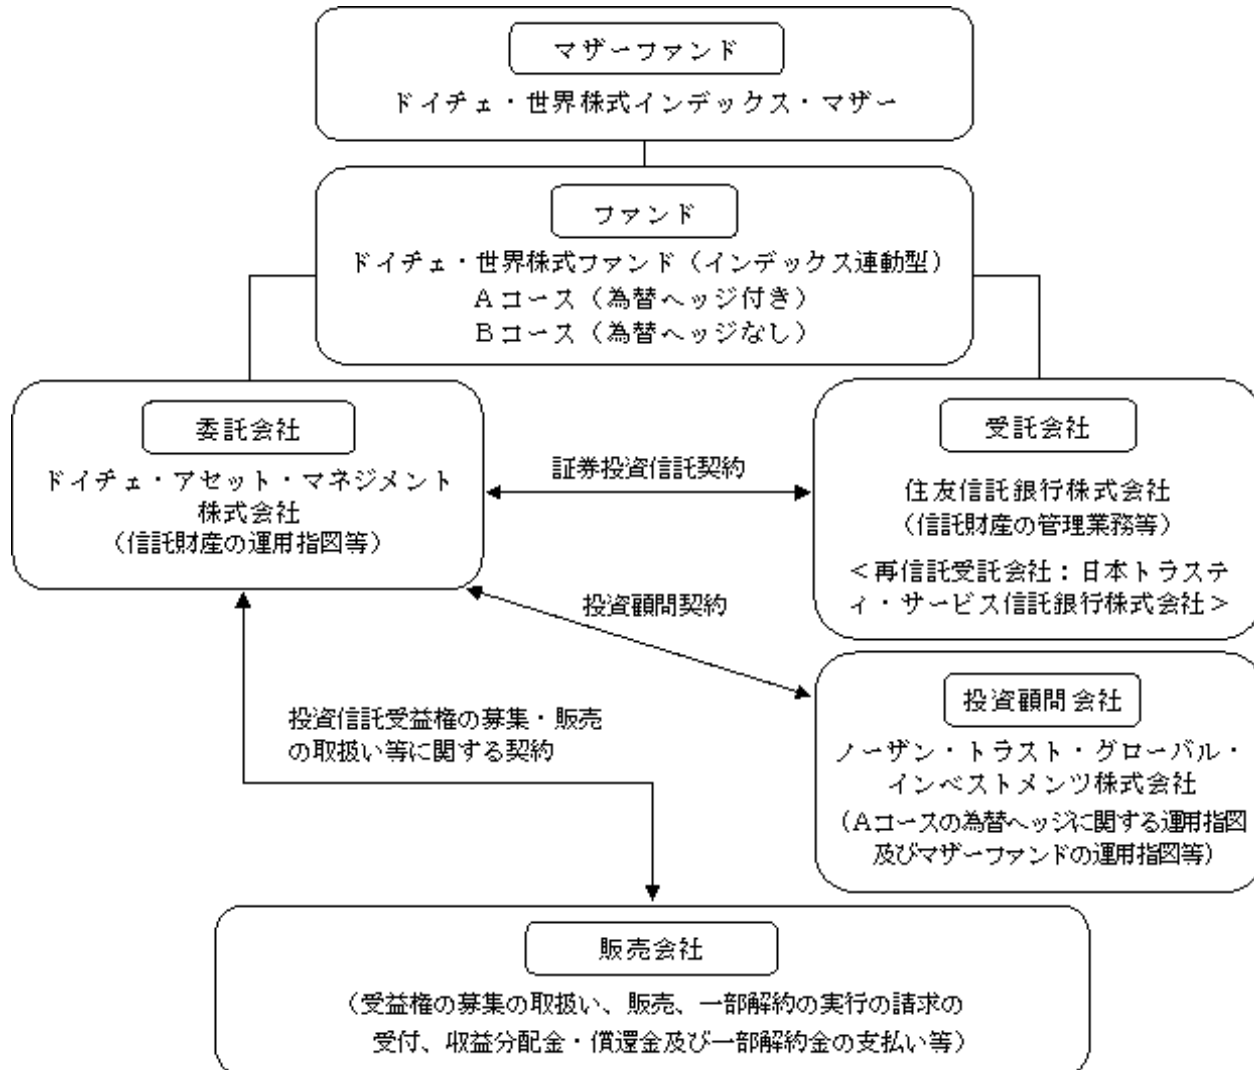 マザーファンド
ドイチェ・世界株式インデックス・マザー
ファンド
ドイチェ・世界株式ファンド（インデックス連動型）
Aコース（為替ヘッジ付き）
Bコース（為替ヘッジなし）
委託会社
ドイチェ・アセット・マネジメント
株式会社
（信託財産の運用指図等）
証券投資信託契約
受託会社
住友信託銀行株式会社
（信託財産の管理業務等）
＜再信託受託会社：日本トラステ
ィ・サービス信託銀行株式会社＞
投資顧問契約
投資顧問会社
ノーザン・トラスト・グローバル・
インベストメンツ株式会社
（Aコースの為替ヘッジに関する運用指図
及びマザーファンドの運用指図等）
投資信託受益権の募集・販売
の取扱い等に関する契約
販売会社
（受益権の募集の取扱い、販売、一部解約の実行の請求の
受付、収益分配金・償還金及び一部解約金の支払い等）